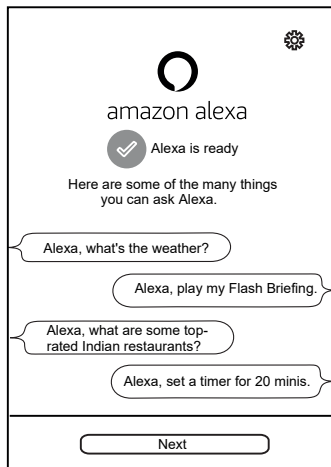 amazon alexa
Alexa is ready
Here are some of the many things
you can ask Alexa.
Alexa, what's the weather?
Alexa, play my Flash Briefing.
Alexa, what are some top-
rated Indian restaurants?
Alexa, set a timer for 20 minis.
Next